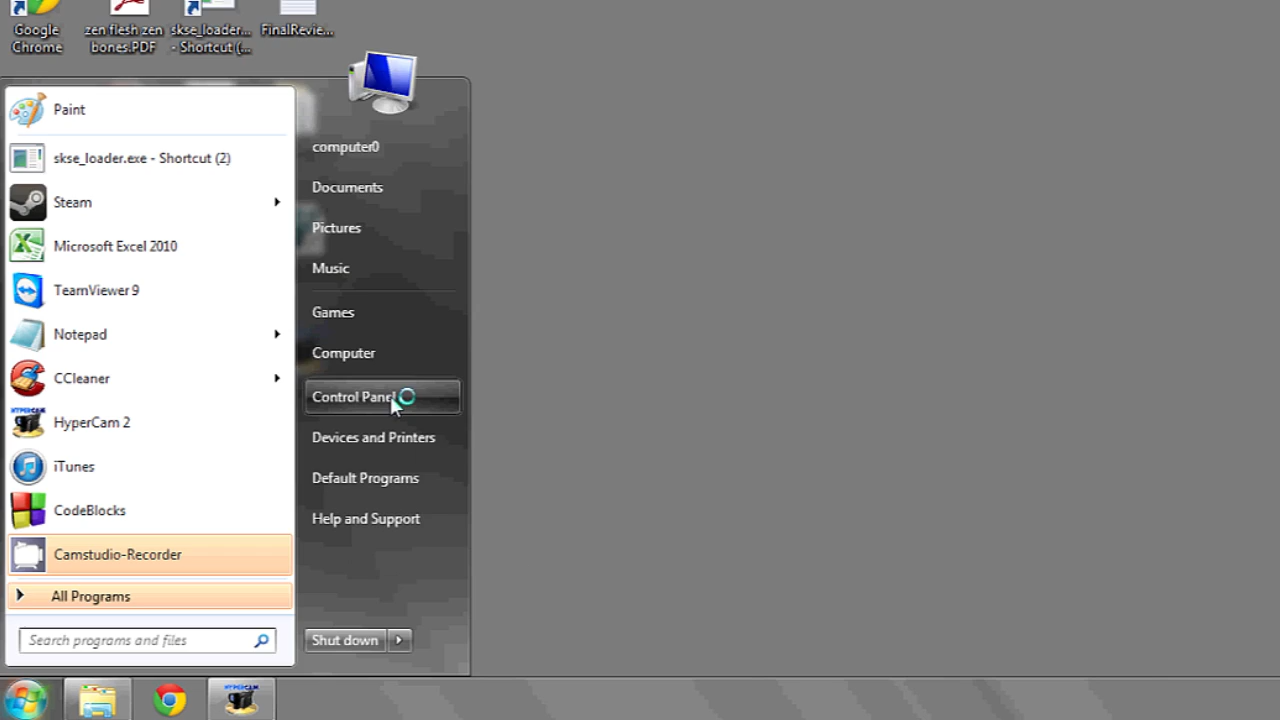 Google
Chrome
zen flesh zen
bones.PDF
skse_loader...
- Shortcut (...
FinalRevie...
Paint
skse_loader.exe - Shortcut (2)
Steam
Microsoft Excel 2010
TeamViewer 9
Notepad
CCleaner
HYPERCAM
HyperCam 2
iTunes
CodeBlocks
Camstudio-Recorder
All Programs
Search programs and files
computer0
Documents
Pictures
Music
Games
Computer
Control Panel
Devices and Printers
Default Programs
Help and Support
Shut down
HYPERCAM